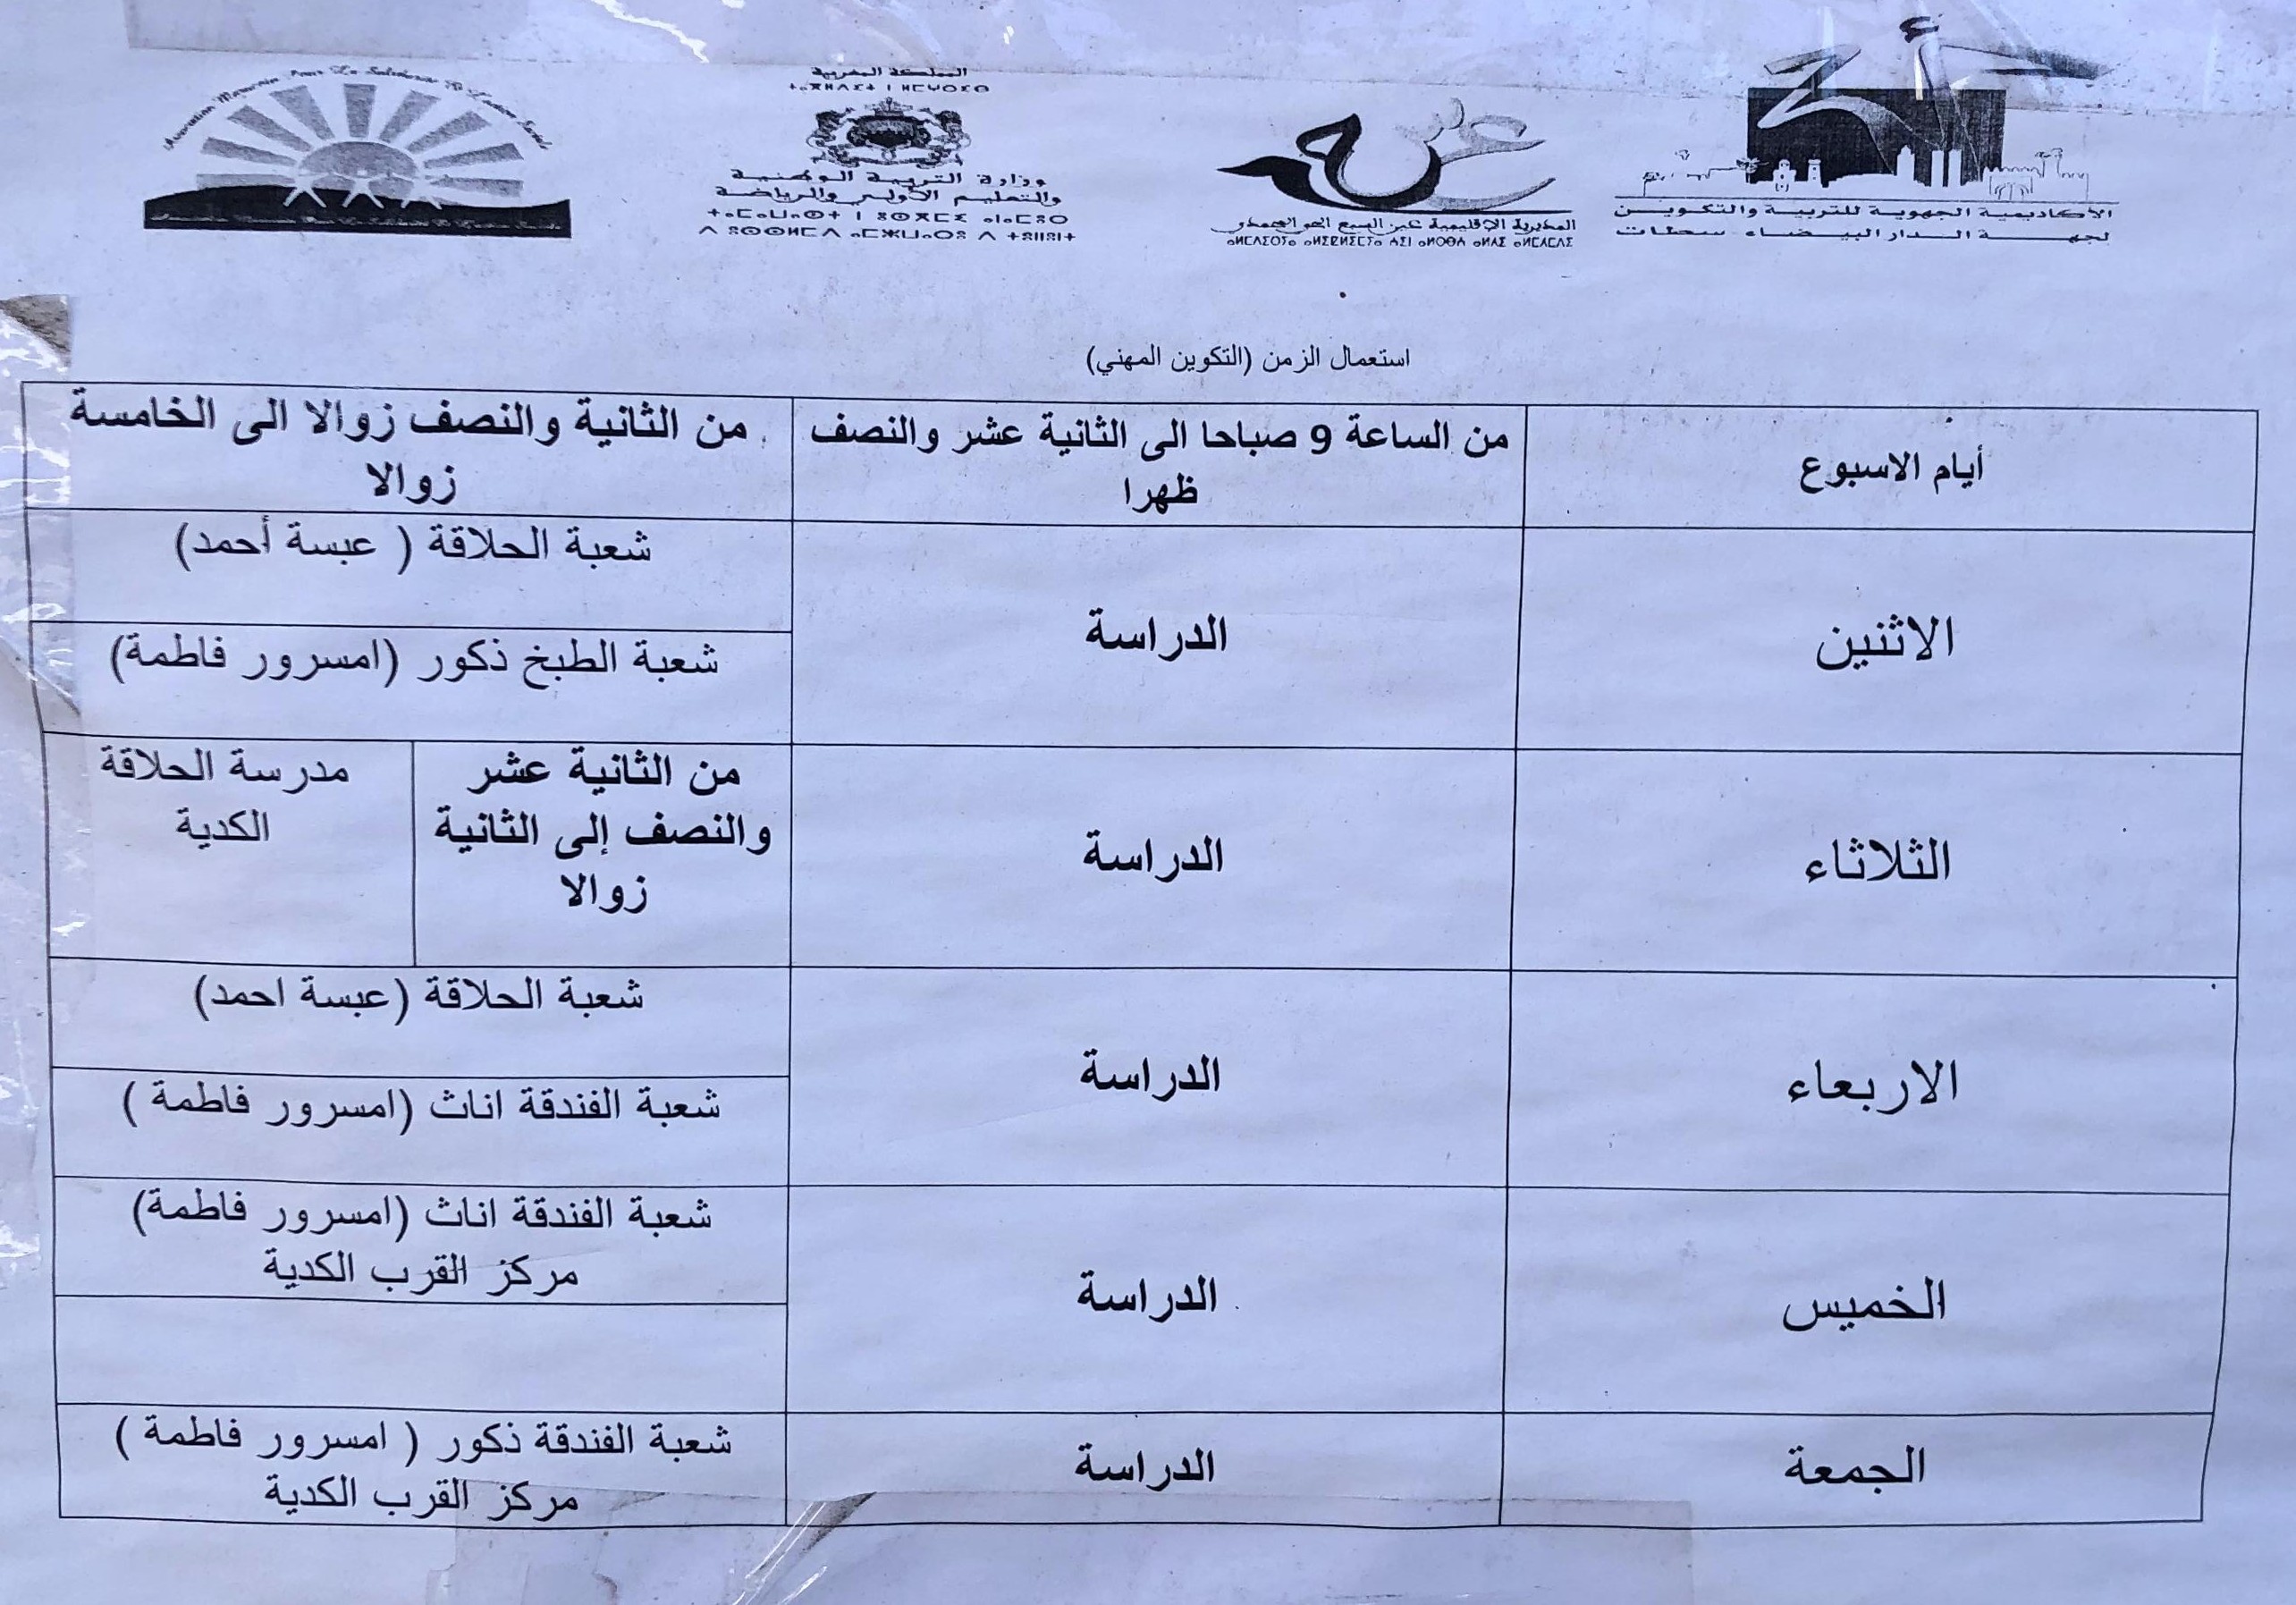 المملكة المغربية
ⵜⴰⴳⵍⴷⵉⵜ ⵏ ⵍⵎⵖⵔⵉⴱ
وزارة التربية الوطنية
والتعليم الأولي والرياضة
المديرية الإقليمية عين السبع الحي المحمدي
الأكاديمية الجهوية للتربية والتكوين
لجهة الدار البيضاء سطات
استعمال الزمن (التكوين المهني)
أيام الاسبوع
من الساعة 9 صباحا الى الثانية عشر والنصف
ظهرا
من الثانية والنصف زوالا الى الخامسة
زوالا
الاثنين
الدراسة
شعبة الحلاقة ( عبسة أحمد)
شعبة الطبخ ذكور (امسرور فاطمة)
الثلاثاء
الدراسة
من الثانية عشر
والنصف إلى الثانية
زوالا
مدرسة الحلاقة
الكدية
الاربعاء
الدراسة
شعبة الحلاقة (عبسة احمد)
شعبة الفندقة اناث (امسرور فاطمة )
الخميس
الدراسة
شعبة الفندقة اناث (امسرور فاطمة)
مركز القرب الكدية
الجمعة
الدراسة
شعبة الفندقة ذكور ( امسرور فاطمة )
مركز القرب الكدية